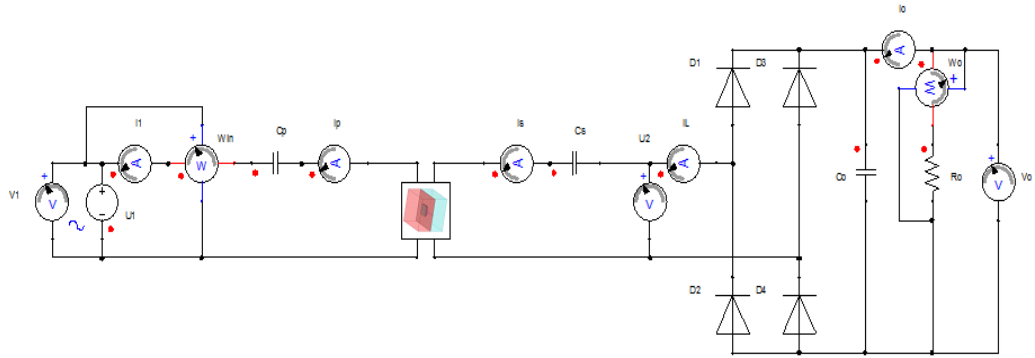 Io
D1
D3
Wo
I1
Win
Cp
Ip
Is
Cs
U2
IL
A
W
A
A
A
A
W
V1
V
U1
V
Co
Ro
V
Vo
D2
D4